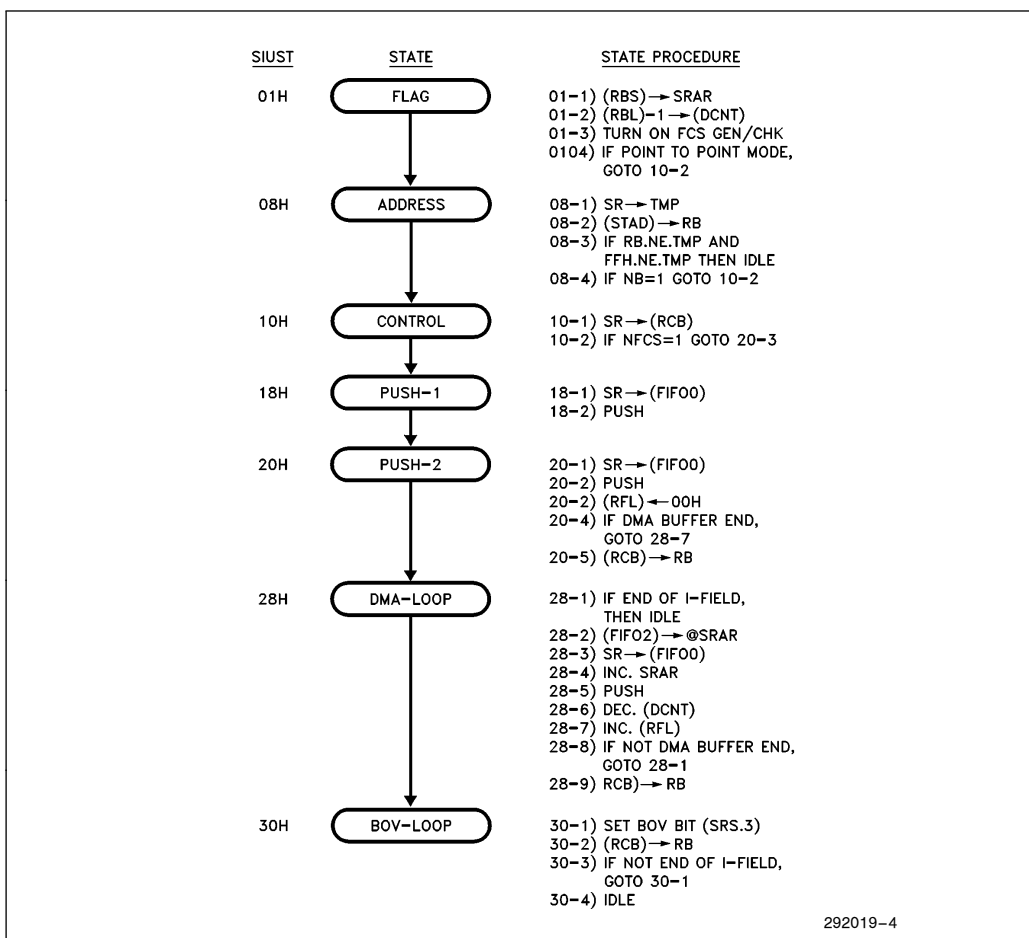 SIUST STATE STATE PROCEDURE
01H FLAG 01-1) (RBS)→SRAR
01-2) (RBL)-1→(DCNT)
01-3) TURN ON FCS GEN/CHK
0104) IF POINT TO POINT MODE,
GOTO 10-2
08H ADDRESS 08-1) SR→TMP
08-2) (STAD)→RB
08-3) IF RB.NE.TMP AND
FFH.NE.TMP THEN IDLE
08-4) IF NB=1 GOTO 10-2
10H CONTROL 10-1) SR→(RCB)
10-2) IF NFCS=1 GOTO 20-3
18H PUSH-1 18-1) SR→(FIFO0)
18-2) PUSH
20H PUSH-2 20-1) SR→(FIFO0)
20-2) PUSH
20-2) (RFL)←00H
20-4) IF DMA BUFFER END,
GOTO 28-7
20-5) (RCB)→RB
28H DMA-LOOP 28-1) IF END OF I-FIELD,
THEN IDLE
28-2) (FIFO2)→@SRAR
28-3) SR→(FIFO0)
28-4) INC. SRAR
28-5) PUSH
28-6) DEC. (DCNT)
28-7) INC. (RFL)
28-8) IF NOT DMA BUFFER END,
GOTO 28-1
28-9) RCB)→RB
30H BOV-LOOP 30-1) SET BOV BIT (SRS.3)
30-2) (RCB)→RB
30-3) IF NOT END OF I-FIELD,
GOTO 30-1
30-4) IDLE
292019-4